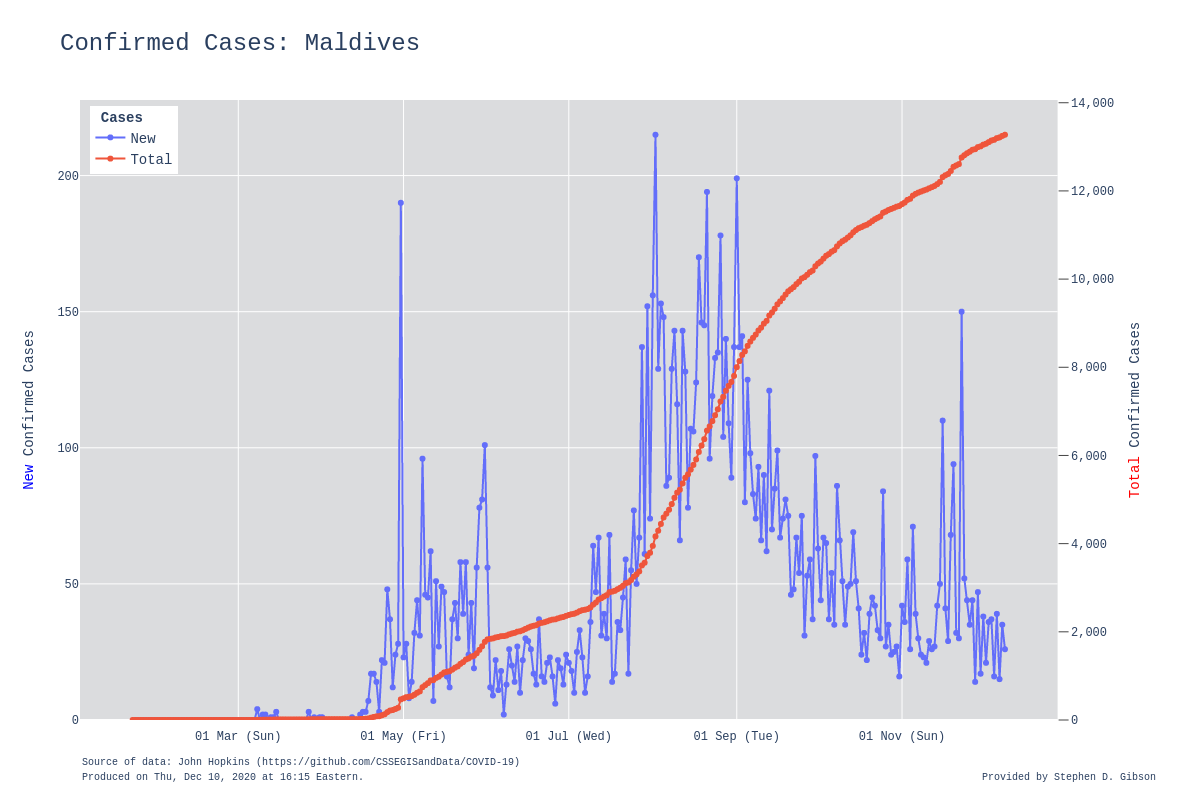 Confirmed Cases: Maldives
Cases
New
Total
14,000
12,000
10,000
8,000
6,000
4,000
2,000
0
200
150
100
50
0
New Confirmed Cases
Total Confirmed Cases
01 Mar (Sun)
01 May (Fri)
01 Jul (Wed)
01 Sep (Tue)
01 Nov (Sun)
Source of data: John Hopkins (https://github.com/CSSEGISandData/COVID-19)
Produced on Thu, Dec 10, 2020 at 16:15 Eastern.
Provided by Stephen D. Gibson